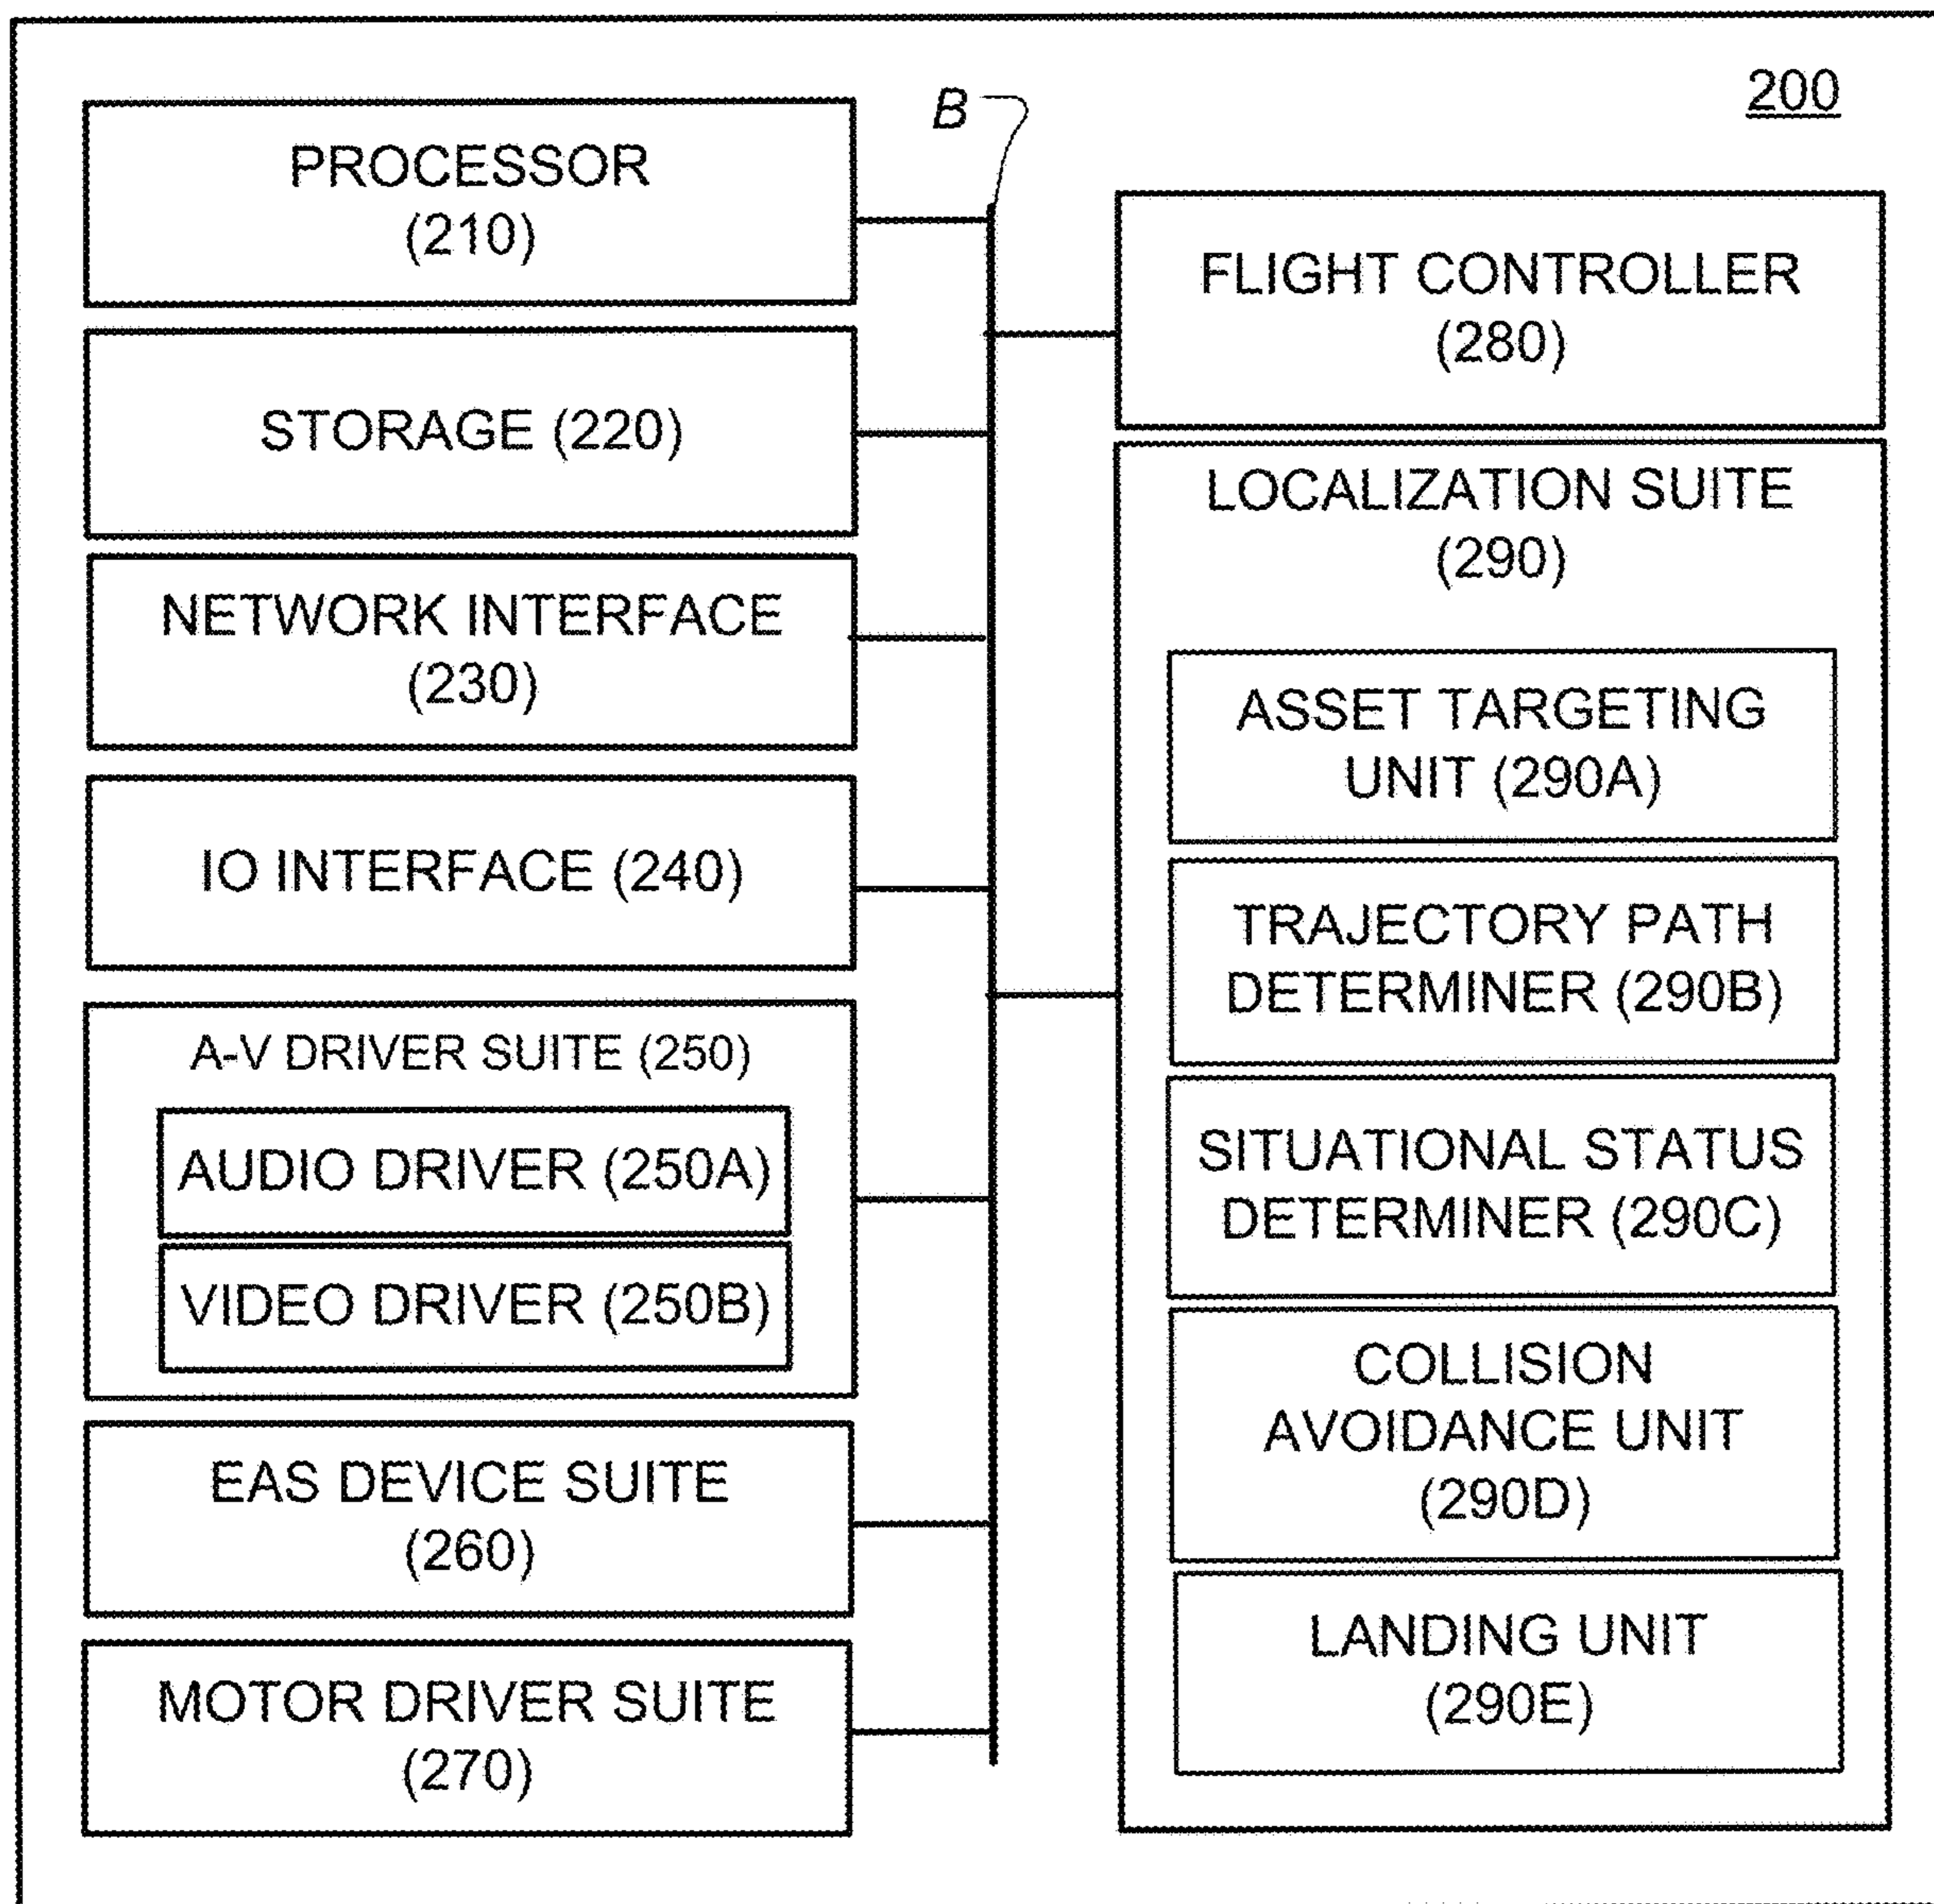 200
B
PROCESSOR
(210)
STORAGE (220)
NETWORK INTERFACE
(230)
IO INTERFACE (240)
A-V DRIVER SUITE (250)
AUDIO DRIVER (250A)
VIDEO DRIVER (250B)
EAS DEVICE SUITE
(260)
MOTOR DRIVER SUITE
(270)
FLIGHT CONTROLLER
(280)
LOCALIZATION SUITE
(290)
ASSET TARGETING
UNIT (290A)
TRAJECTORY PATH
DETERMINER (290B)
SITUATIONAL STATUS
DETERMINER (290C)
COLLISION
AVOIDANCE UNIT
(290D)
LANDING UNIT
(290E)